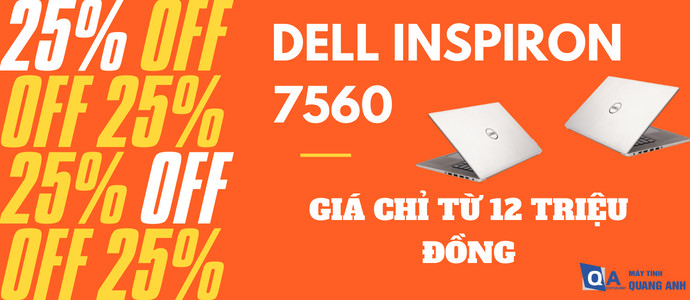 25% OFF
OFF 25%
25% OFF
OFF 25%
DELL INSPIRON
7560
GIÁ CHỈ TỪ 12 TRIỆU
ĐỒNG
QA
MÁY TÍNH
QUANG ANH